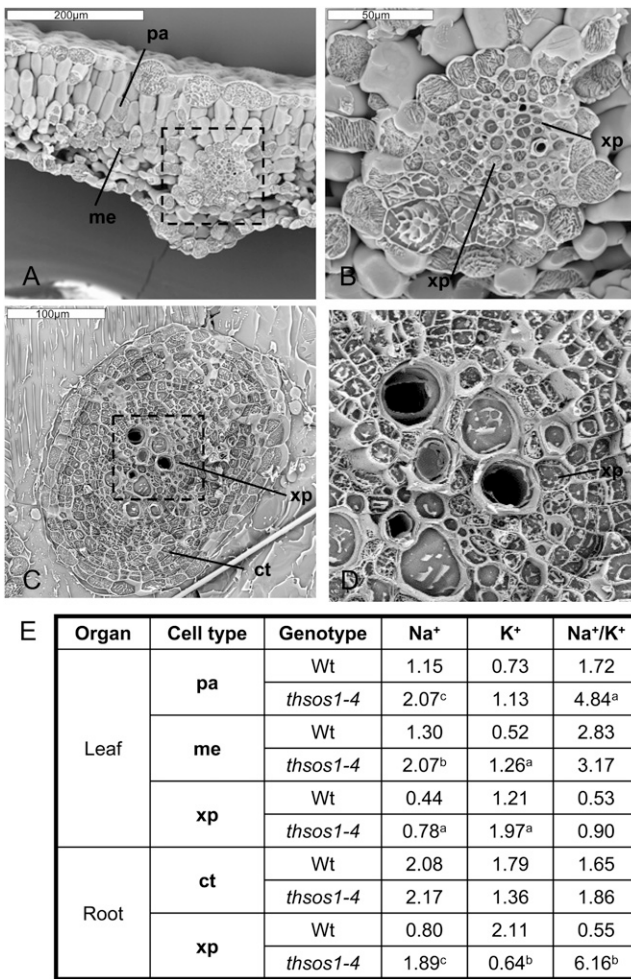 200µm
pa
me
A
50µm
xp
xp
B
100µm
xp
ct
C
xp
D
E
Organ Cell type Genotype Na⁺ K⁺ Na⁺/K⁺
Leaf
pa
Wt 1.15 0.73 1.72
thsos1-4 2.07ᶜ 1.13 4.84ᵃ
me
Wt 1.30 0.52 2.83
thsos1-4 2.07ᵇ 1.26ᵃ 3.17
xp
Wt 0.44 1.21 0.53
thsos1-4 0.78ᵃ 1.97ᵃ 0.90
Root
ct
Wt 2.08 1.79 1.65
thsos1-4 2.17 1.36 1.86
xp
Wt 0.80 2.11 0.55
thsos1-4 1.89ᶜ 0.64ᵇ 6.16ᵇ